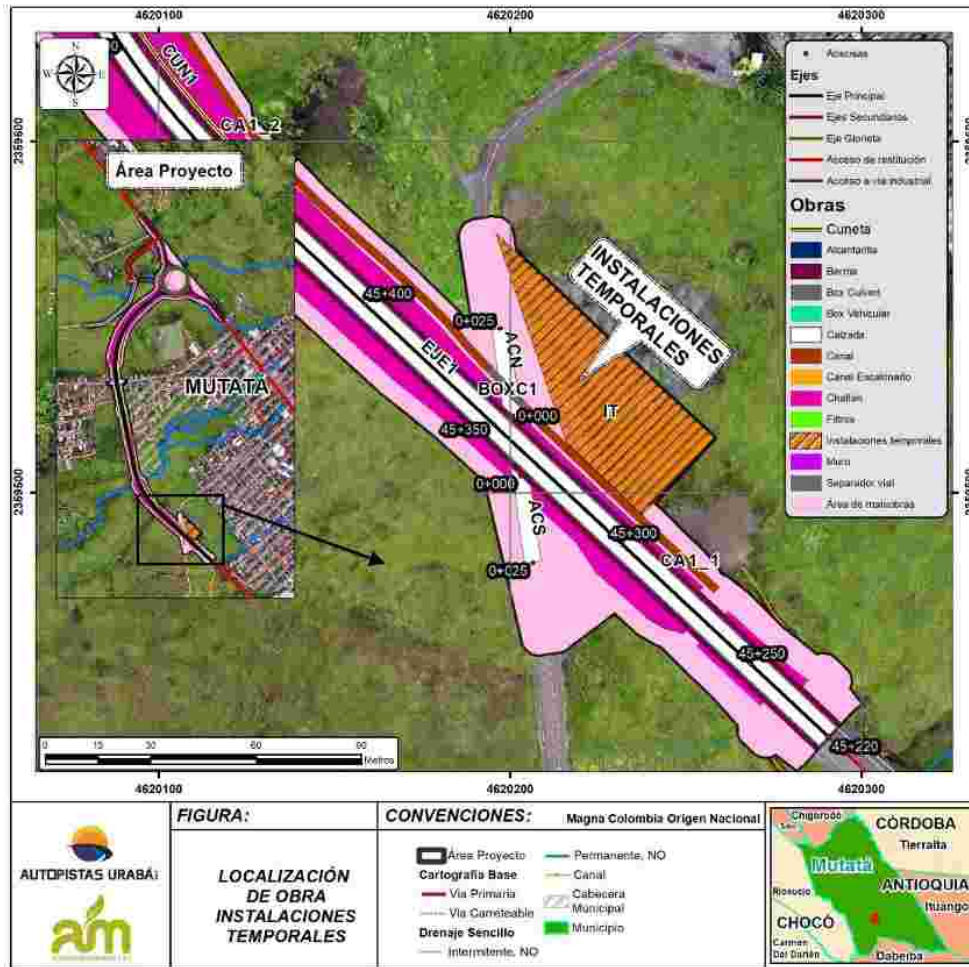 4620100
4620200
4620300
N
W
E
S
CUN1
CA1_2
2359600
Área Proyecto
MUTATÁ
INSTALACIONES
TEMPORALES
IT
45+400
0+025
ACN
EJE1
BOXC1
0+000
45+350
0+000
ACS
0+025
45+300
CA1_1
45+250
45+220
Abscisas
Ejes
Eje Principal
Ejes Secundarios
Eje Glorieta
Acceso de restitución
Acceso a vía industrial
Obras
Cuneta
Alcantarilla
Berma
Box Culvert
Box Vehicular
Calzada
Canal
Canal Escalonado
Chaflan
Filtros
Instalaciones temporales
Muro
Separador vial
Área de maniobras
2359500
0 15 30 60 90
Metros
4620100
4620200
4620300
AUTOPISTAS URABÁ
am
FIGURA:
LOCALIZACIÓN
DE OBRA
INSTALACIONES
TEMPORALES
CONVENCIONES:
Magna Colombia Origen Nacional
Área Proyecto
Cartografía Base
Vía Primaria
Vía Carreteable
Drenaje Sencillo
Intermitente, NO
Permanente, NO
Canal
Cabecera
Municipal
Municipio
Chigorodó
CÓRDOBA
Tierralta
Mutatá
Riosucio
ANTIOQUIA
Ituango
CHOCÓ
Carmen
Del Darién
Dabeiba